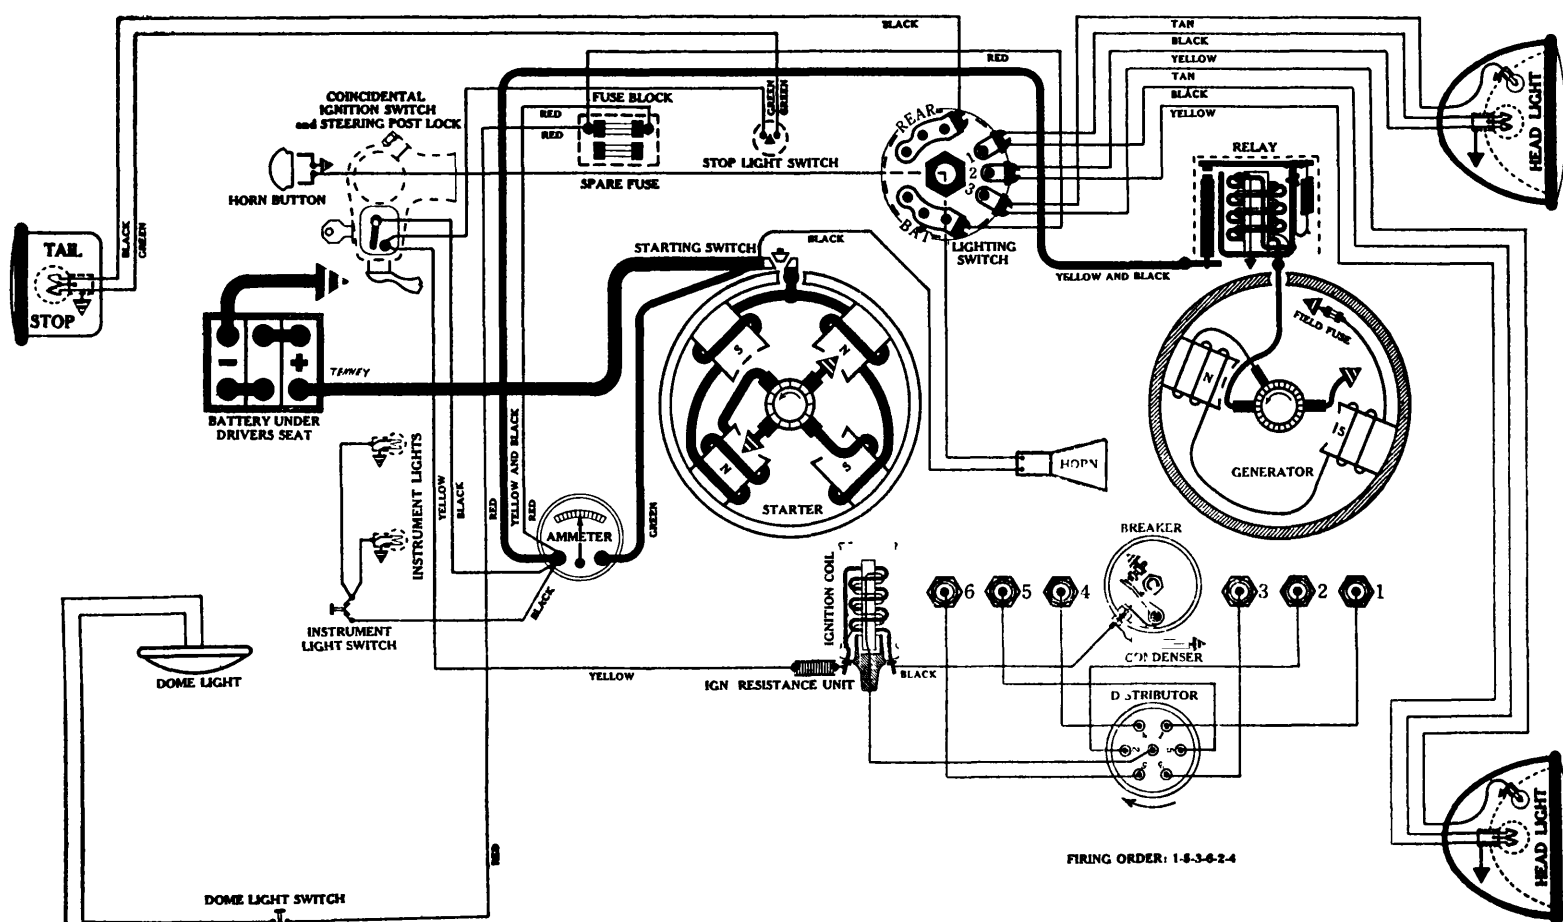 BLACK
TAN
BLACK
YELLOW
TAN
BLACK
YELLOW
RED
COINCIDENTAL
IGNITION SWITCH
and STEERING POST LOCK
FUSE BLOCK
RED
RED
GREEN
GREEN
SPARE FUSE
STOP LIGHT SWITCH
HORN BUTTON
REAR
1
2
3
BAT
LIGHTING
SWITCH
RELAY
HEAD LIGHT
TAIL
STOP
BLACK
GREEN
STARTING SWITCH
BLACK
YELLOW AND BLACK
FIELD FUSE
-
+
TENNEY
BATTERY UNDER
DRIVERS SEAT
S
N
N
S
STARTER
N
S
GENERATOR
HORN
INSTRUMENT LIGHTS
YELLOW
BLACK
RED
YELLOW AND BLACK
RED
AMMETER
GREEN
BLACK
INSTRUMENT
LIGHT SWITCH
IGNITION COIL
BREAKER
C
6
5
4
3
2
1
CONDENSER
DOME LIGHT
YELLOW
IGN RESISTANCE UNIT
BLACK
DISTRIBUTOR
HEAD LIGHT
FIRING ORDER: 1-5-3-6-2-4
RED
DOME LIGHT SWITCH